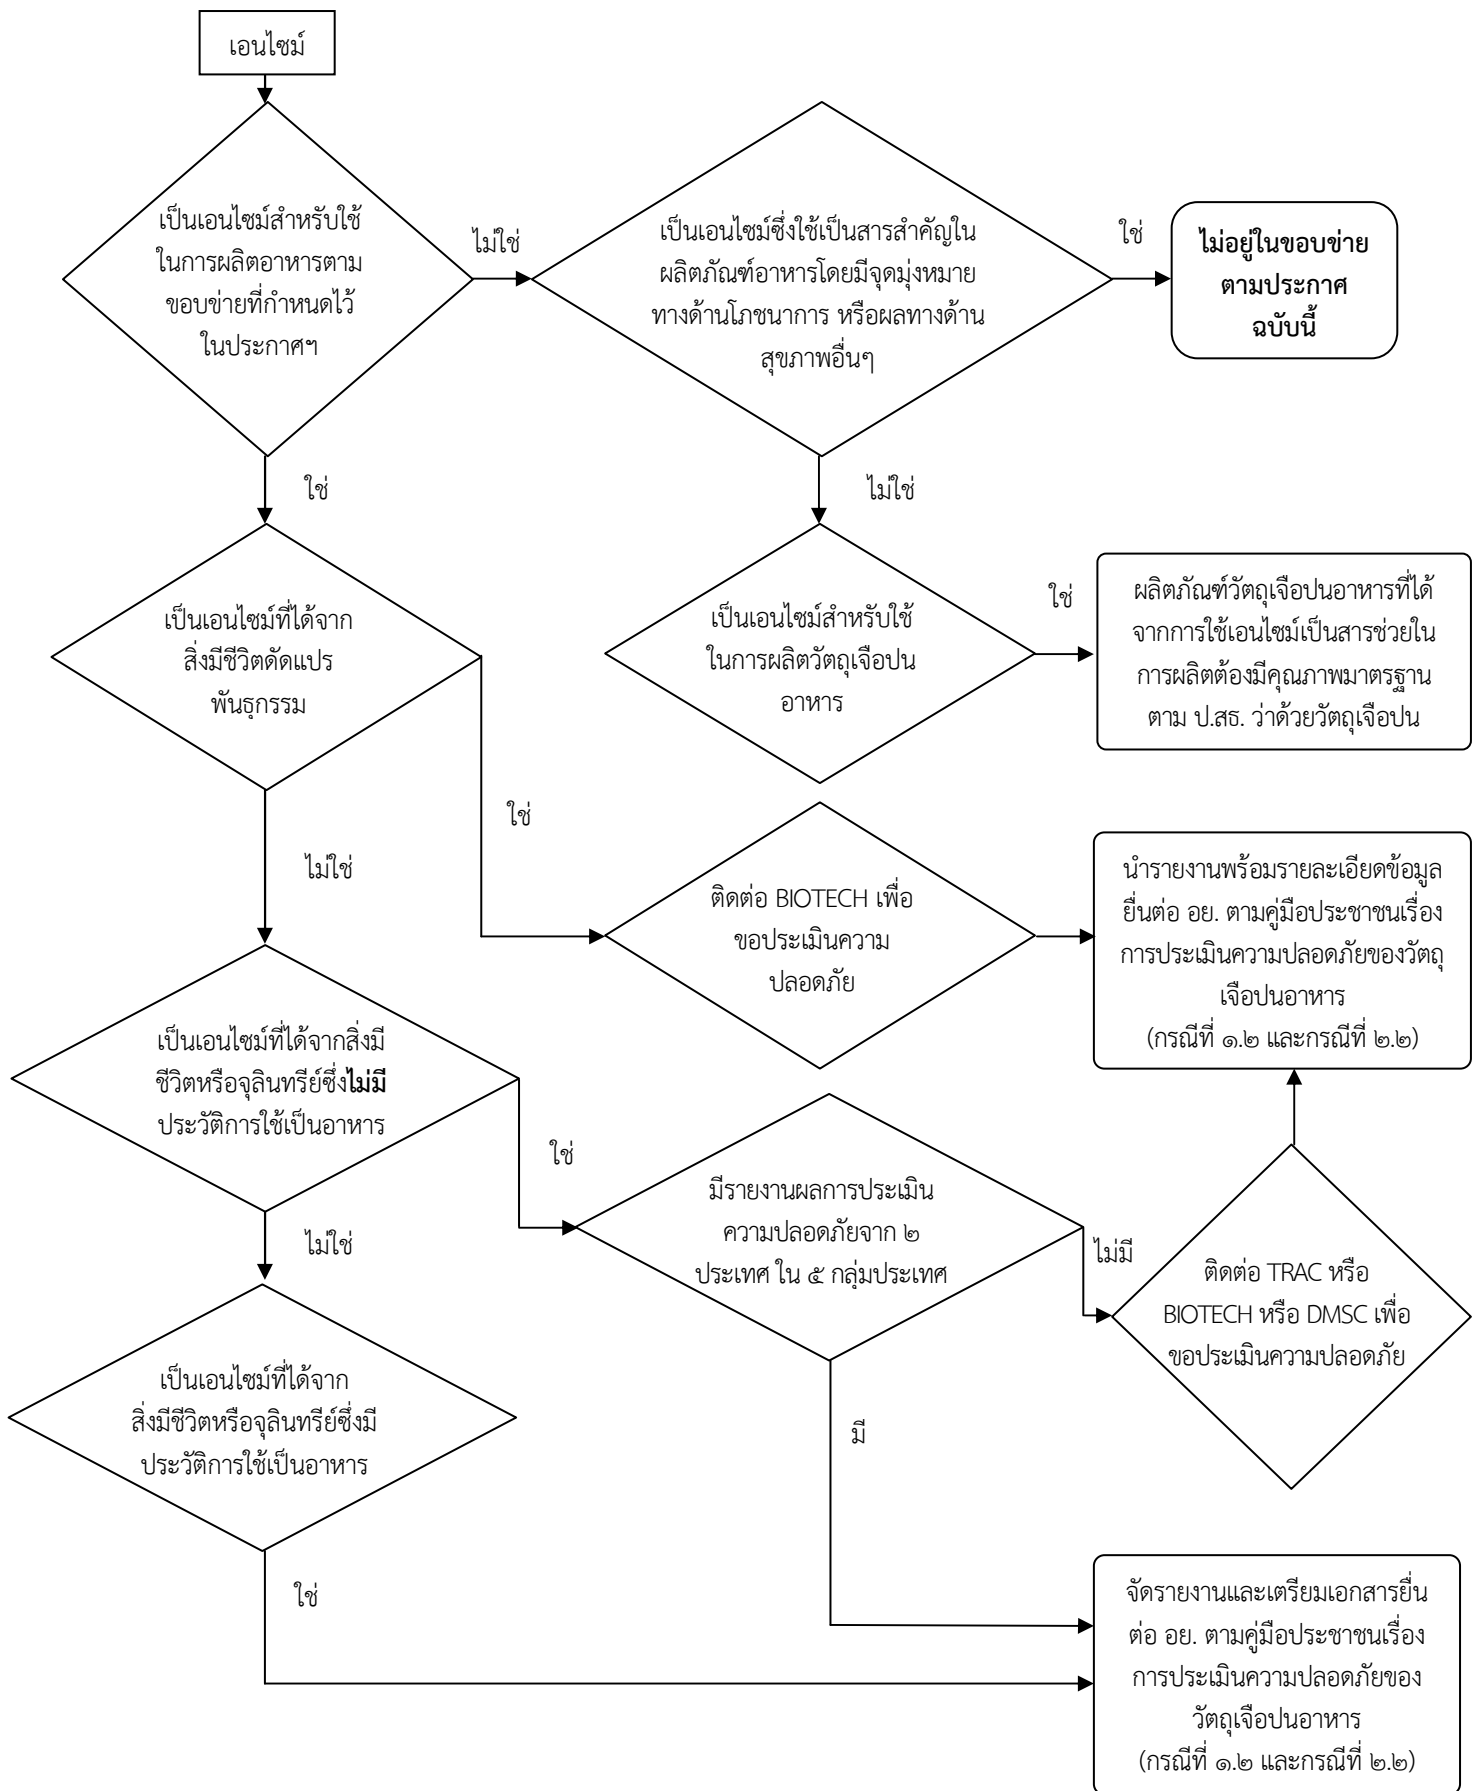 เอนไซม์
เป็นเอนไซม์สำหรับใช้
ในการผลิตอาหารตาม
ขอบข่ายที่กำหนดไว้
ในประกาศฯ
ไม่ใช่
เป็นเอนไซม์ซึ่งใช้เป็นสารสำคัญใน
ผลิตภัณฑ์อาหารโดยมีจุดมุ่งหมาย
ทางด้านโภชนาการ หรือผลทางด้าน
สุขภาพอื่นๆ
ใช่
ไม่อยู่ในขอบข่าย
ตามประกาศ
ฉบับนี้
ใช่
ไม่ใช่
เป็นเอนไซม์ที่ได้จาก
สิ่งมีชีวิตดัดแปร
พันธุกรรม
เป็นเอนไซม์สำหรับใช้
ในการผลิตวัตถุเจือปน
อาหาร
ใช่
ผลิตภัณฑ์วัตถุเจือปนอาหารที่ได้
จากการใช้เอนไซม์เป็นสารช่วยใน
การผลิตต้องมีคุณภาพมาตรฐาน
ตาม ป.สธ. ว่าด้วยวัตถุเจือปน
ใช่
ไม่ใช่
ติดต่อ BIOTECH เพื่อ
ขอประเมินความ
ปลอดภัย
นำรายงานพร้อมรายละเอียดข้อมูล
ยื่นต่อ อย. ตามคู่มือประชาชนเรื่อง
การประเมินความปลอดภัยของวัตถุ
เจือปนอาหาร
(กรณีที่ ๑.๒ และกรณีที่ ๒.๒)
เป็นเอนไซม์ที่ได้จากสิ่งมี
ชีวิตหรือจุลินทรีย์ซึ่งไม่มี
ประวัติการใช้เป็นอาหาร
ใช่
มีรายงานผลการประเมิน
ความปลอดภัยจาก ๒
ประเทศ ใน ๕ กลุ่มประเทศ
ไม่มี
ติดต่อ TRAC หรือ
BIOTECH หรือ DMSC เพื่อ
ขอประเมินความปลอดภัย
ไม่ใช่
เป็นเอนไซม์ที่ได้จาก
สิ่งมีชีวิตหรือจุลินทรีย์ซึ่งมี
ประวัติการใช้เป็นอาหาร
มี
ใช่
จัดรายงานและเตรียมเอกสารยื่น
ต่อ อย. ตามคู่มือประชาชนเรื่อง
การประเมินความปลอดภัยของ
วัตถุเจือปนอาหาร
(กรณีที่ ๑.๒ และกรณีที่ ๒.๒)